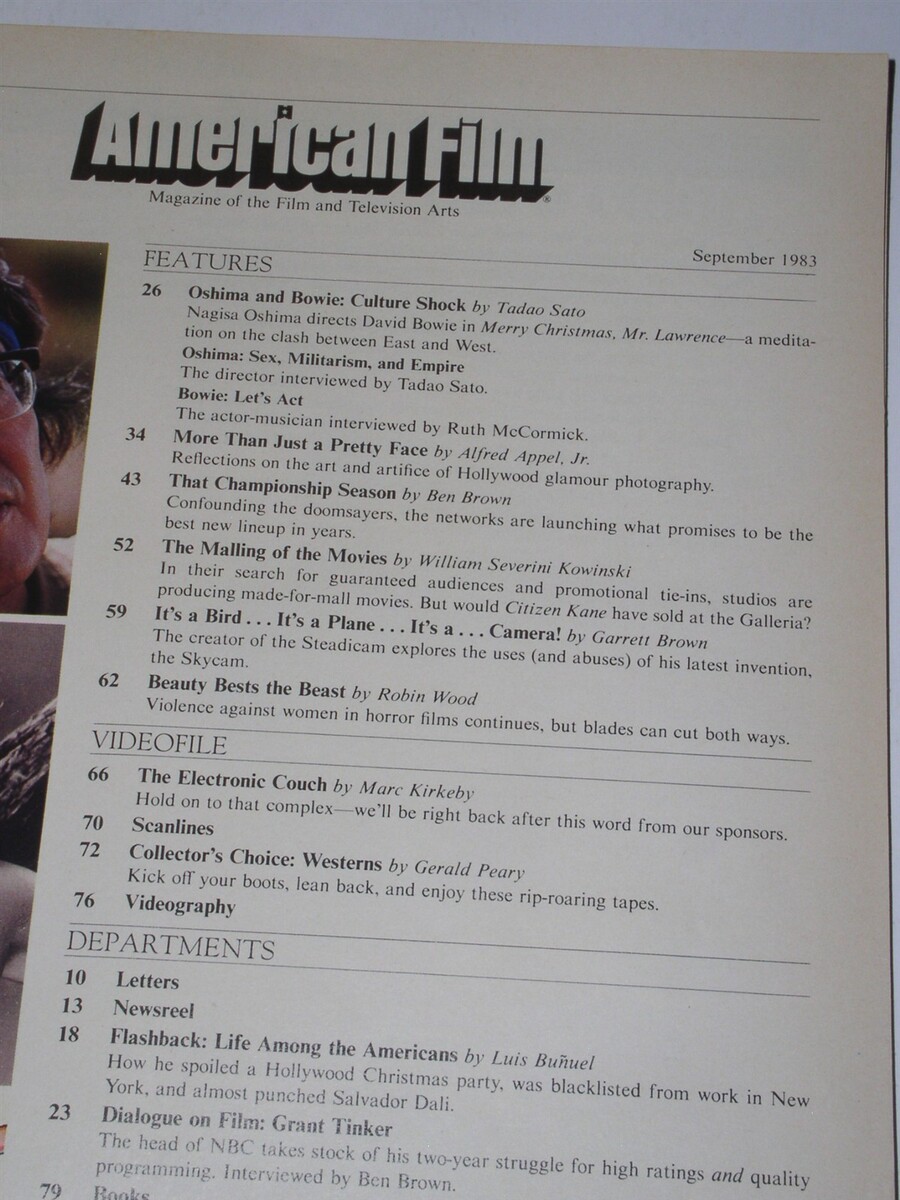 American Film®
Magazine of the Film and Television Arts
September 1983
FEATURES
26 Oshima and Bowie: Culture Shock by Tadao Sato
Nagisa Oshima directs David Bowie in Merry Christmas, Mr. Lawrence—a medita-
tion on the clash between East and West.
Oshima: Sex, Militarism, and Empire
The director interviewed by Tadao Sato.
Bowie: Let's Act
The actor-musician interviewed by Ruth McCormick.
34 More Than Just a Pretty Face by Alfred Appel, Jr.
Reflections on the art and artifice of Hollywood glamour photography.
43 That Championship Season by Ben Brown
Confounding the doomsayers, the networks are launching what promises to be the
best new lineup in years.
52 The Malling of the Movies by William Severini Kowinski
In their search for guaranteed audiences and promotional tie-ins, studios are
producing made-for-mall movies. But would Citizen Kane have sold at the Galleria?
59 It's a Bird . . . It's a Plane . . . It's a . . . Camera! by Garrett Brown
The creator of the Steadicam explores the uses (and abuses) of his latest invention,
the Skycam.
62 Beauty Bests the Beast by Robin Wood
Violence against women in horror films continues, but blades can cut both ways.
VIDEOFILE
66 The Electronic Couch by Marc Kirkeby
Hold on to that complex—we'll be right back after this word from our sponsors.
70 Scanlines
72 Collector's Choice: Westerns by Gerald Peary
Kick off your boots, lean back, and enjoy these rip-roaring tapes.
76 Videography
DEPARTMENTS
10 Letters
13 Newsreel
18 Flashback: Life Among the Americans by Luis Buñuel
How he spoiled a Hollywood Christmas party, was blacklisted from work in New
York, and almost punched Salvador Dali.
23 Dialogue on Film: Grant Tinker
The head of NBC takes stock of his two-year struggle for high ratings and quality
programming. Interviewed by Ben Brown.
79 Books